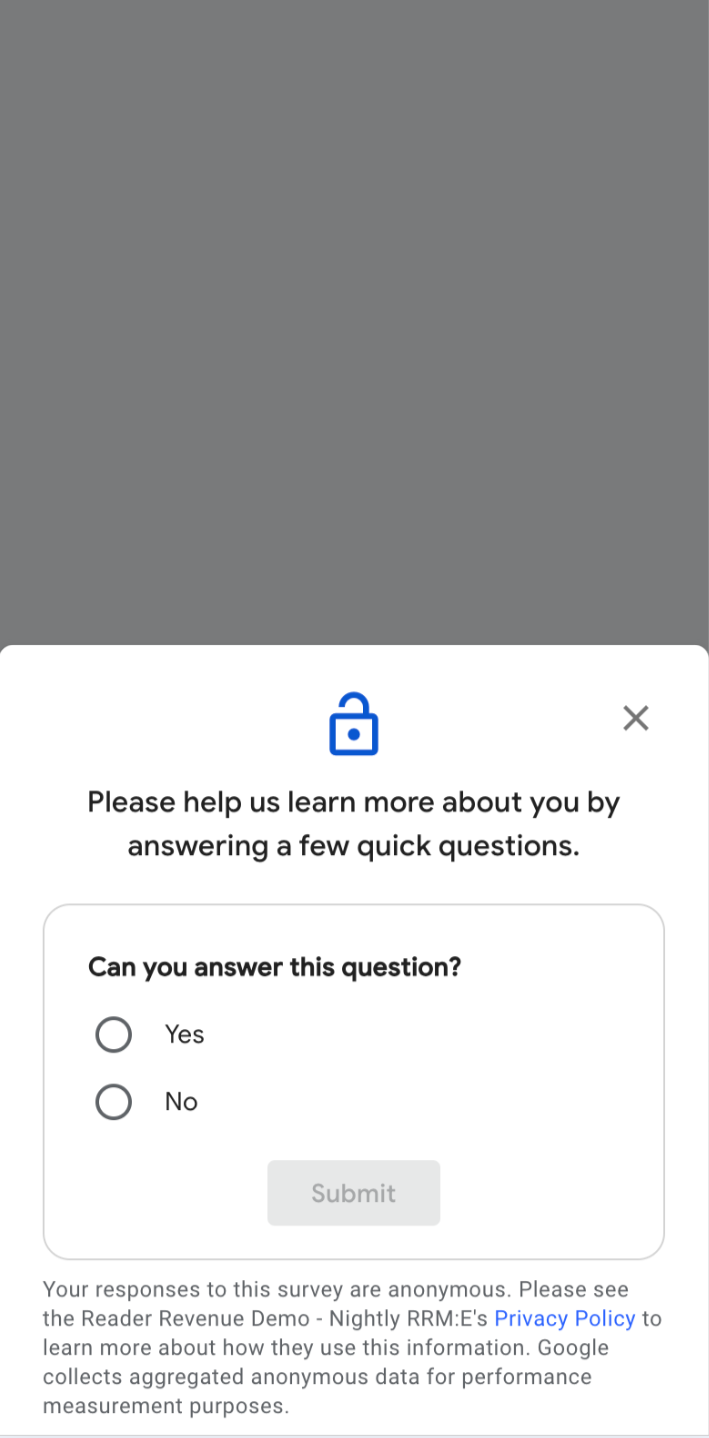 Please help us learn more about you by
answering a few quick questions.
Can you answer this question?
Yes
No
Submit
Your responses to this survey are anonymous. Please see
the Reader Revenue Demo - Nightly RRM:E's Privacy Policy to
learn more about how they use this information. Google
collects aggregated anonymous data for performance
measurement purposes.